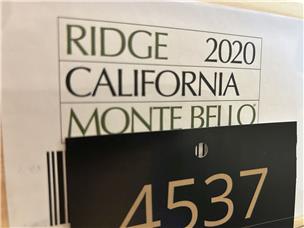 RIDGE 2020
CALIFORNIA
MONTE BELLO
4537